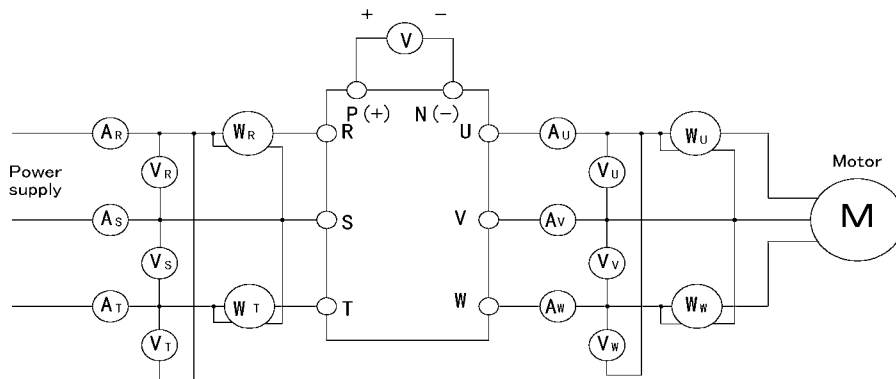 + V −
P(+) N(−)
AR WR R U AU WU
Motor
VR VU
Power
supply
AS S V AV M
VS VV
AT WT T W AW WW
VT VW